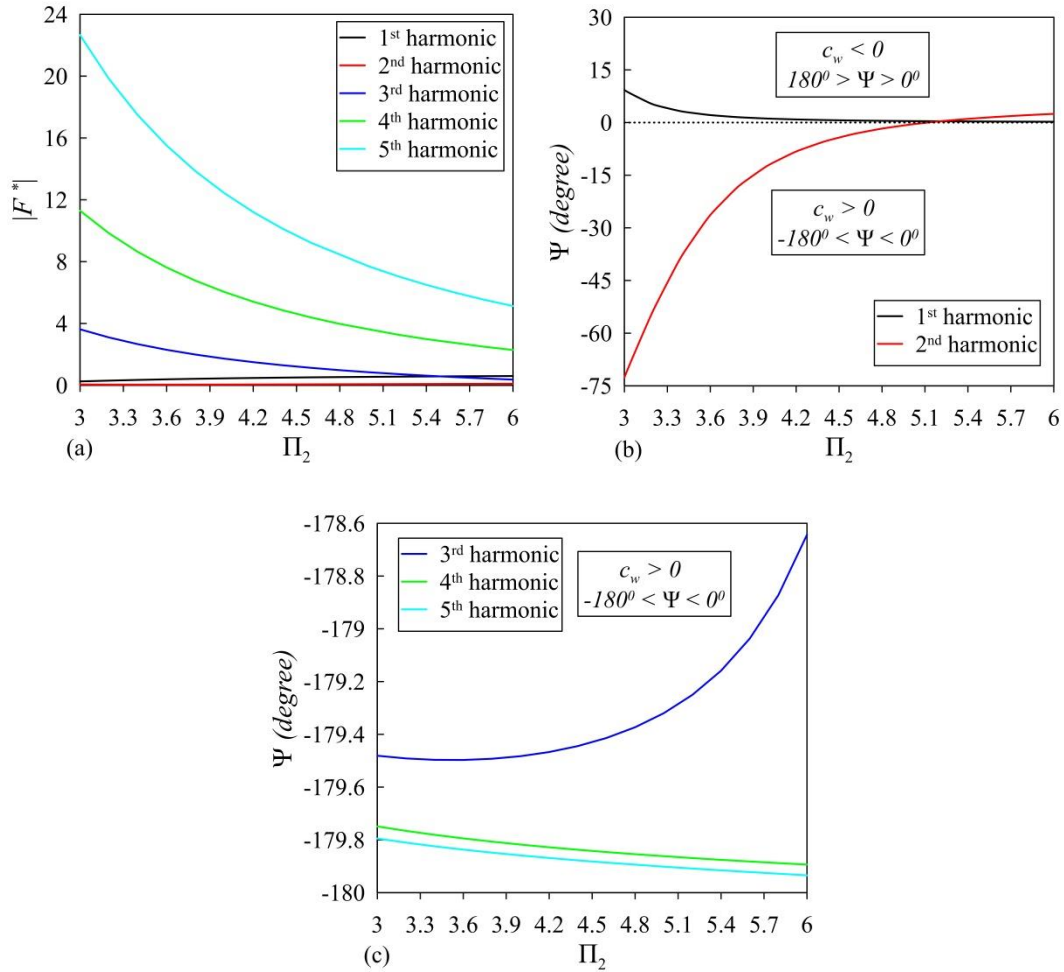 24
20
16
12
8
4
0
|F*|
1st harmonic
2nd harmonic
3rd harmonic
4th harmonic
5th harmonic
3 3.3 3.6 3.9 4.2 4.5 4.8 5.1 5.4 5.7 6
(a)
Π2
30
15
0
-15
-30
-45
-60
-75
Ψ (degree)
cw < 0
180⁰ > Ψ > 0⁰
cw > 0
-180⁰ < Ψ < 0⁰
1st harmonic
2nd harmonic
3 3.3 3.6 3.9 4.2 4.5 4.8 5.1 5.4 5.7 6
(b)
Π2
-178.6
-178.8
-179
-179.2
-179.4
-179.6
-179.8
-180
Ψ (degree)
3rd harmonic
4th harmonic
5th harmonic
cw > 0
-180⁰ < Ψ < 0⁰
3 3.3 3.6 3.9 4.2 4.5 4.8 5.1 5.4 5.7 6
(c)
Π2